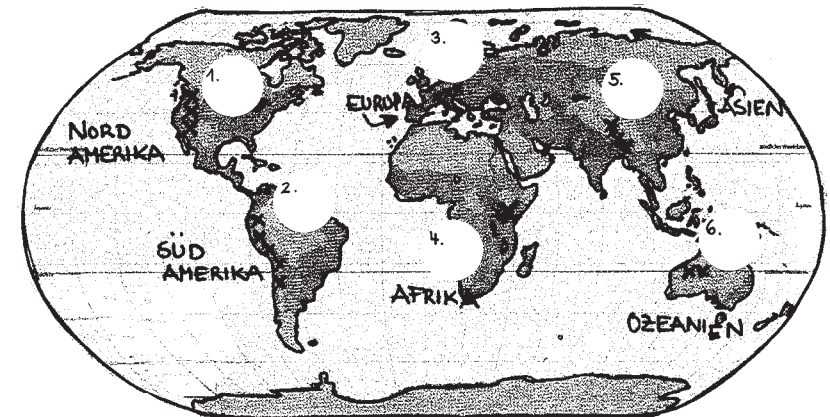 1.
3.
5.
EUROPA
ASIEN
NORD
AMERIKA
2.
4.
6.
SÜD
AMERIKA
AFRIKA
OZEANIEN